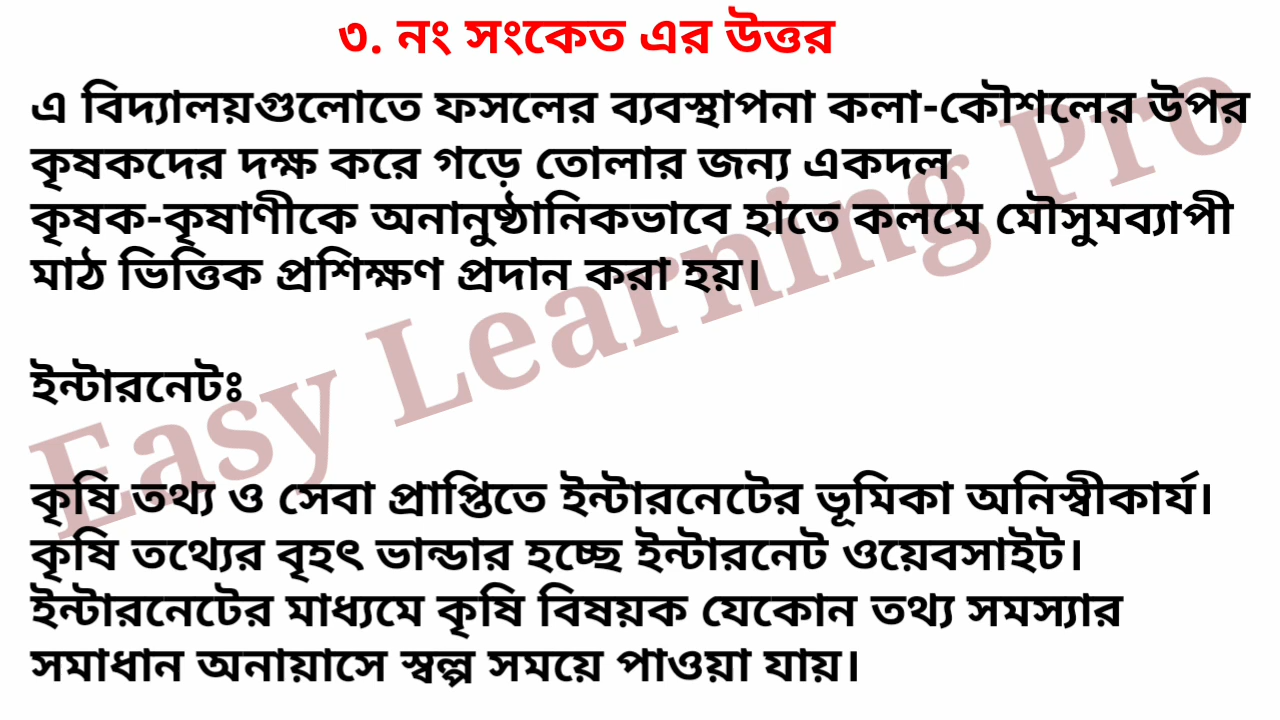 ৩. নং সংকেত এর উত্তর
এ বিদ্যালয়গুলোতে ফসলের ব্যবস্থাপনা কলা-কৌশলের উপর
কৃষকদের দক্ষ করে গড়ে তোলার জন্য একদল
কৃষক-কৃষাণীকে অনানুষ্ঠানিকভাবে হাতে কলমে মৌসুমব্যাপী
মাঠ ভিত্তিক প্রশিক্ষণ প্রদান করা হয়।
ইন্টারনেটঃ
কৃষি তথ্য ও সেবা প্রাপ্তিতে ইন্টারনেটের ভূমিকা অনিস্বীকার্য।
কৃষি তথ্যের বৃহৎ ভান্ডার হচ্ছে ইন্টারনেট ওয়েবসাইট।
ইন্টারনেটের মাধ্যমে কৃষি বিষয়ক যেকোন তথ্য সমস্যার
সমাধান অনায়াসে স্বল্প সময়ে পাওয়া যায়।
Easy Learning Pro